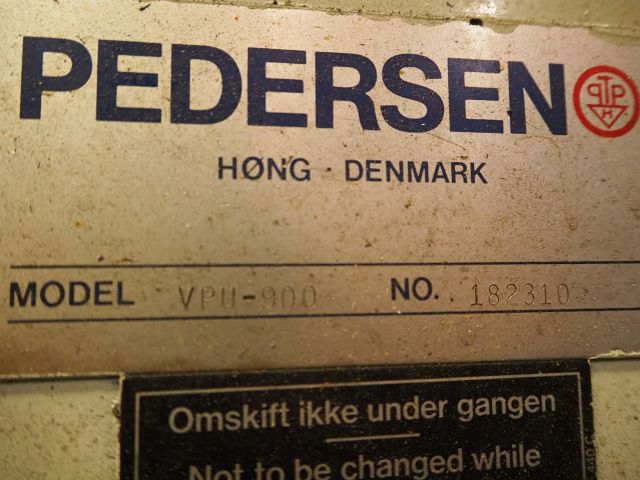 PEDERSEN
HØNG · DENMARK
MODEL VPU-900 NO. 182310
Omskift ikke under gangen
Not to be changed while